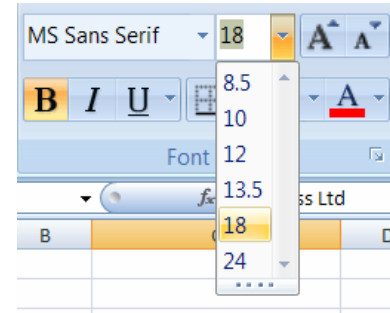 MS Sans Serif 18 A A
B I U A
8.5
10
Font 12
13.5 fx ss Ltd
18
B
24